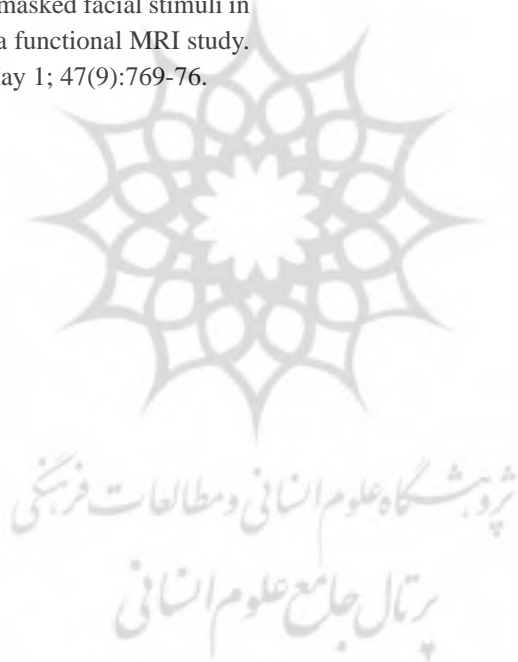 masked facial stimuli in
a functional MRI study.
ay 1; 47(9):769-76.
پژوهشگاه علوم انسانی و مطالعات فرهنگی
پرتال جامع علوم انسانی